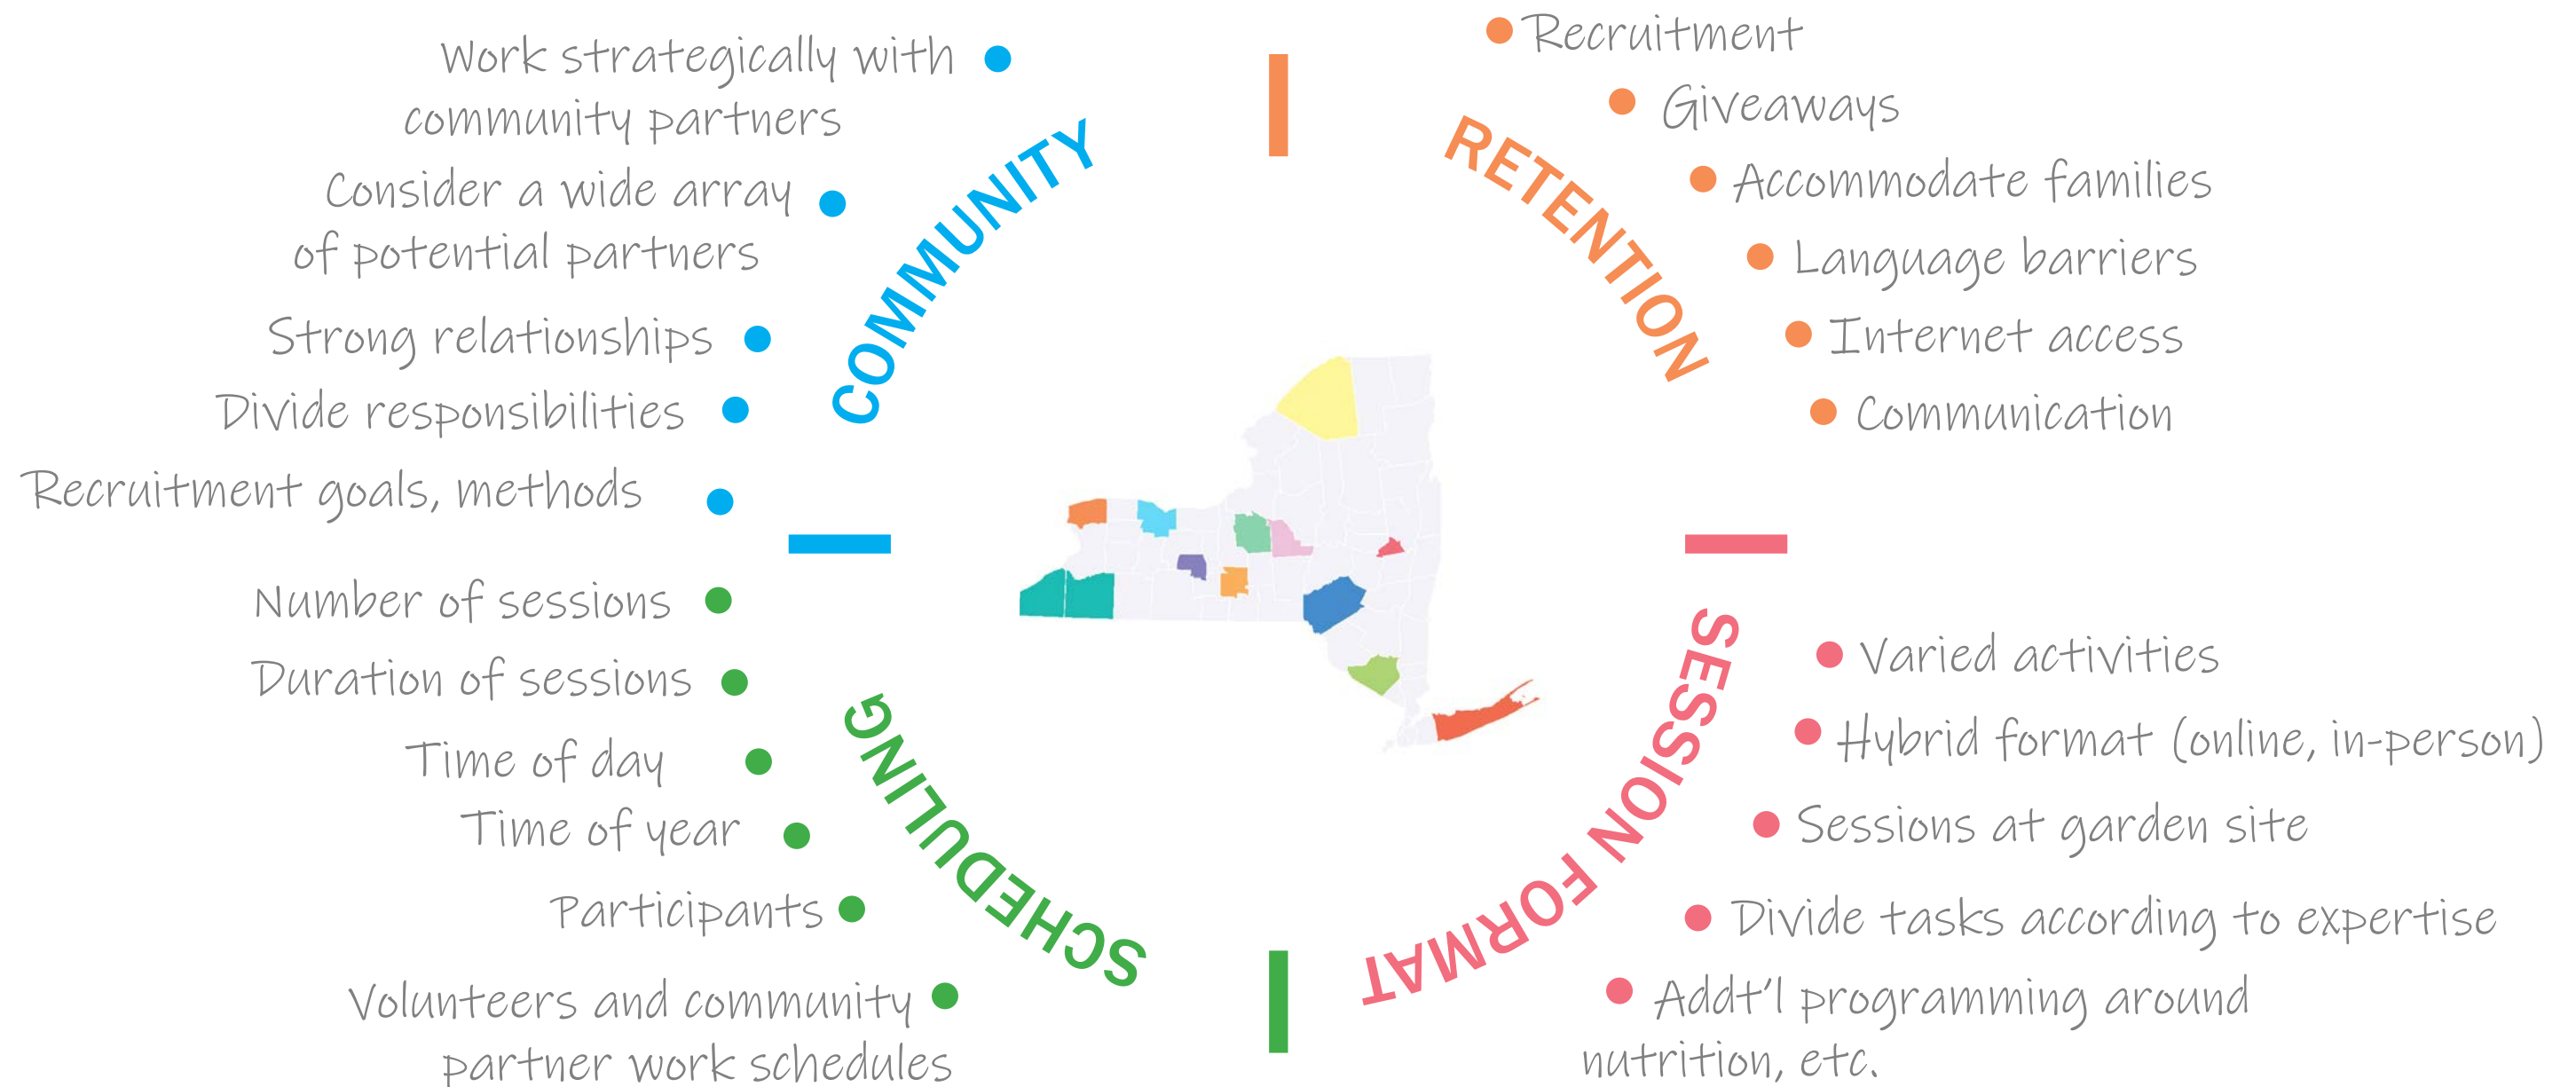 COMMUNITY
Work strategically with
community partners
Consider a wide array
of potential partners
Strong relationships
Divide responsibilities
Recruitment goals, methods
RETENTION
Recruitment
Giveaways
Accommodate families
Language barriers
Internet access
Communication
SCHEDULING
Number of sessions
Duration of sessions
Time of day
Time of year
Participants
Volunteers and community
partner work schedules
SESSION FORMAT
Varied activities
Hybrid format (online, in-person)
Sessions at garden site
Divide tasks according to expertise
Addt'l programming around
nutrition, etc.